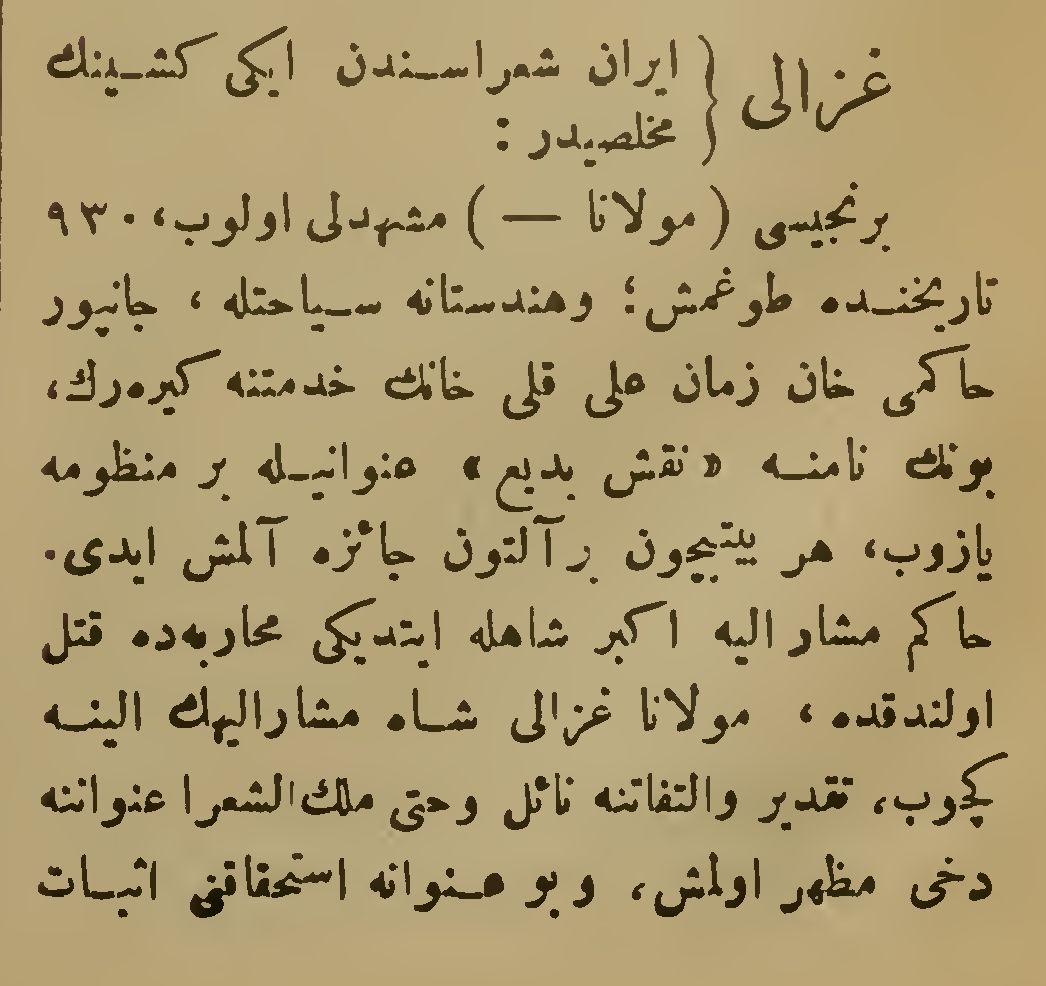 غزالی { ایران شعراسندن ایکی کشینك
مخلصیدر :
برنجیسی ( مولانا — ) مشهدلی اولوب، ٩٣٠
تاریخنده طوغمش؛ وهندستانه سیاحتله ، جانپور
حاکمی خان زمان علی قلی خانك خدمتنه کیره‌رك،
بونك نامنه «نقش بدیع» عنوانیله بر منظومه
یازوب، هر بیتیچون بر آلتون جائزه آلمش ایدی.
حاکم مشارالیه اکبر شاهله ایتدیکی محاربه‌ده قتل
اولندقده ، مولانا غزالی شاه مشارالیهك الینه
کچوب، تقدیر والتفاتنه نائل وحتی ملك‌الشعرا عنواننه
دخی مظهر اولمش، وبو عنوانه استحقاقنی اثبات